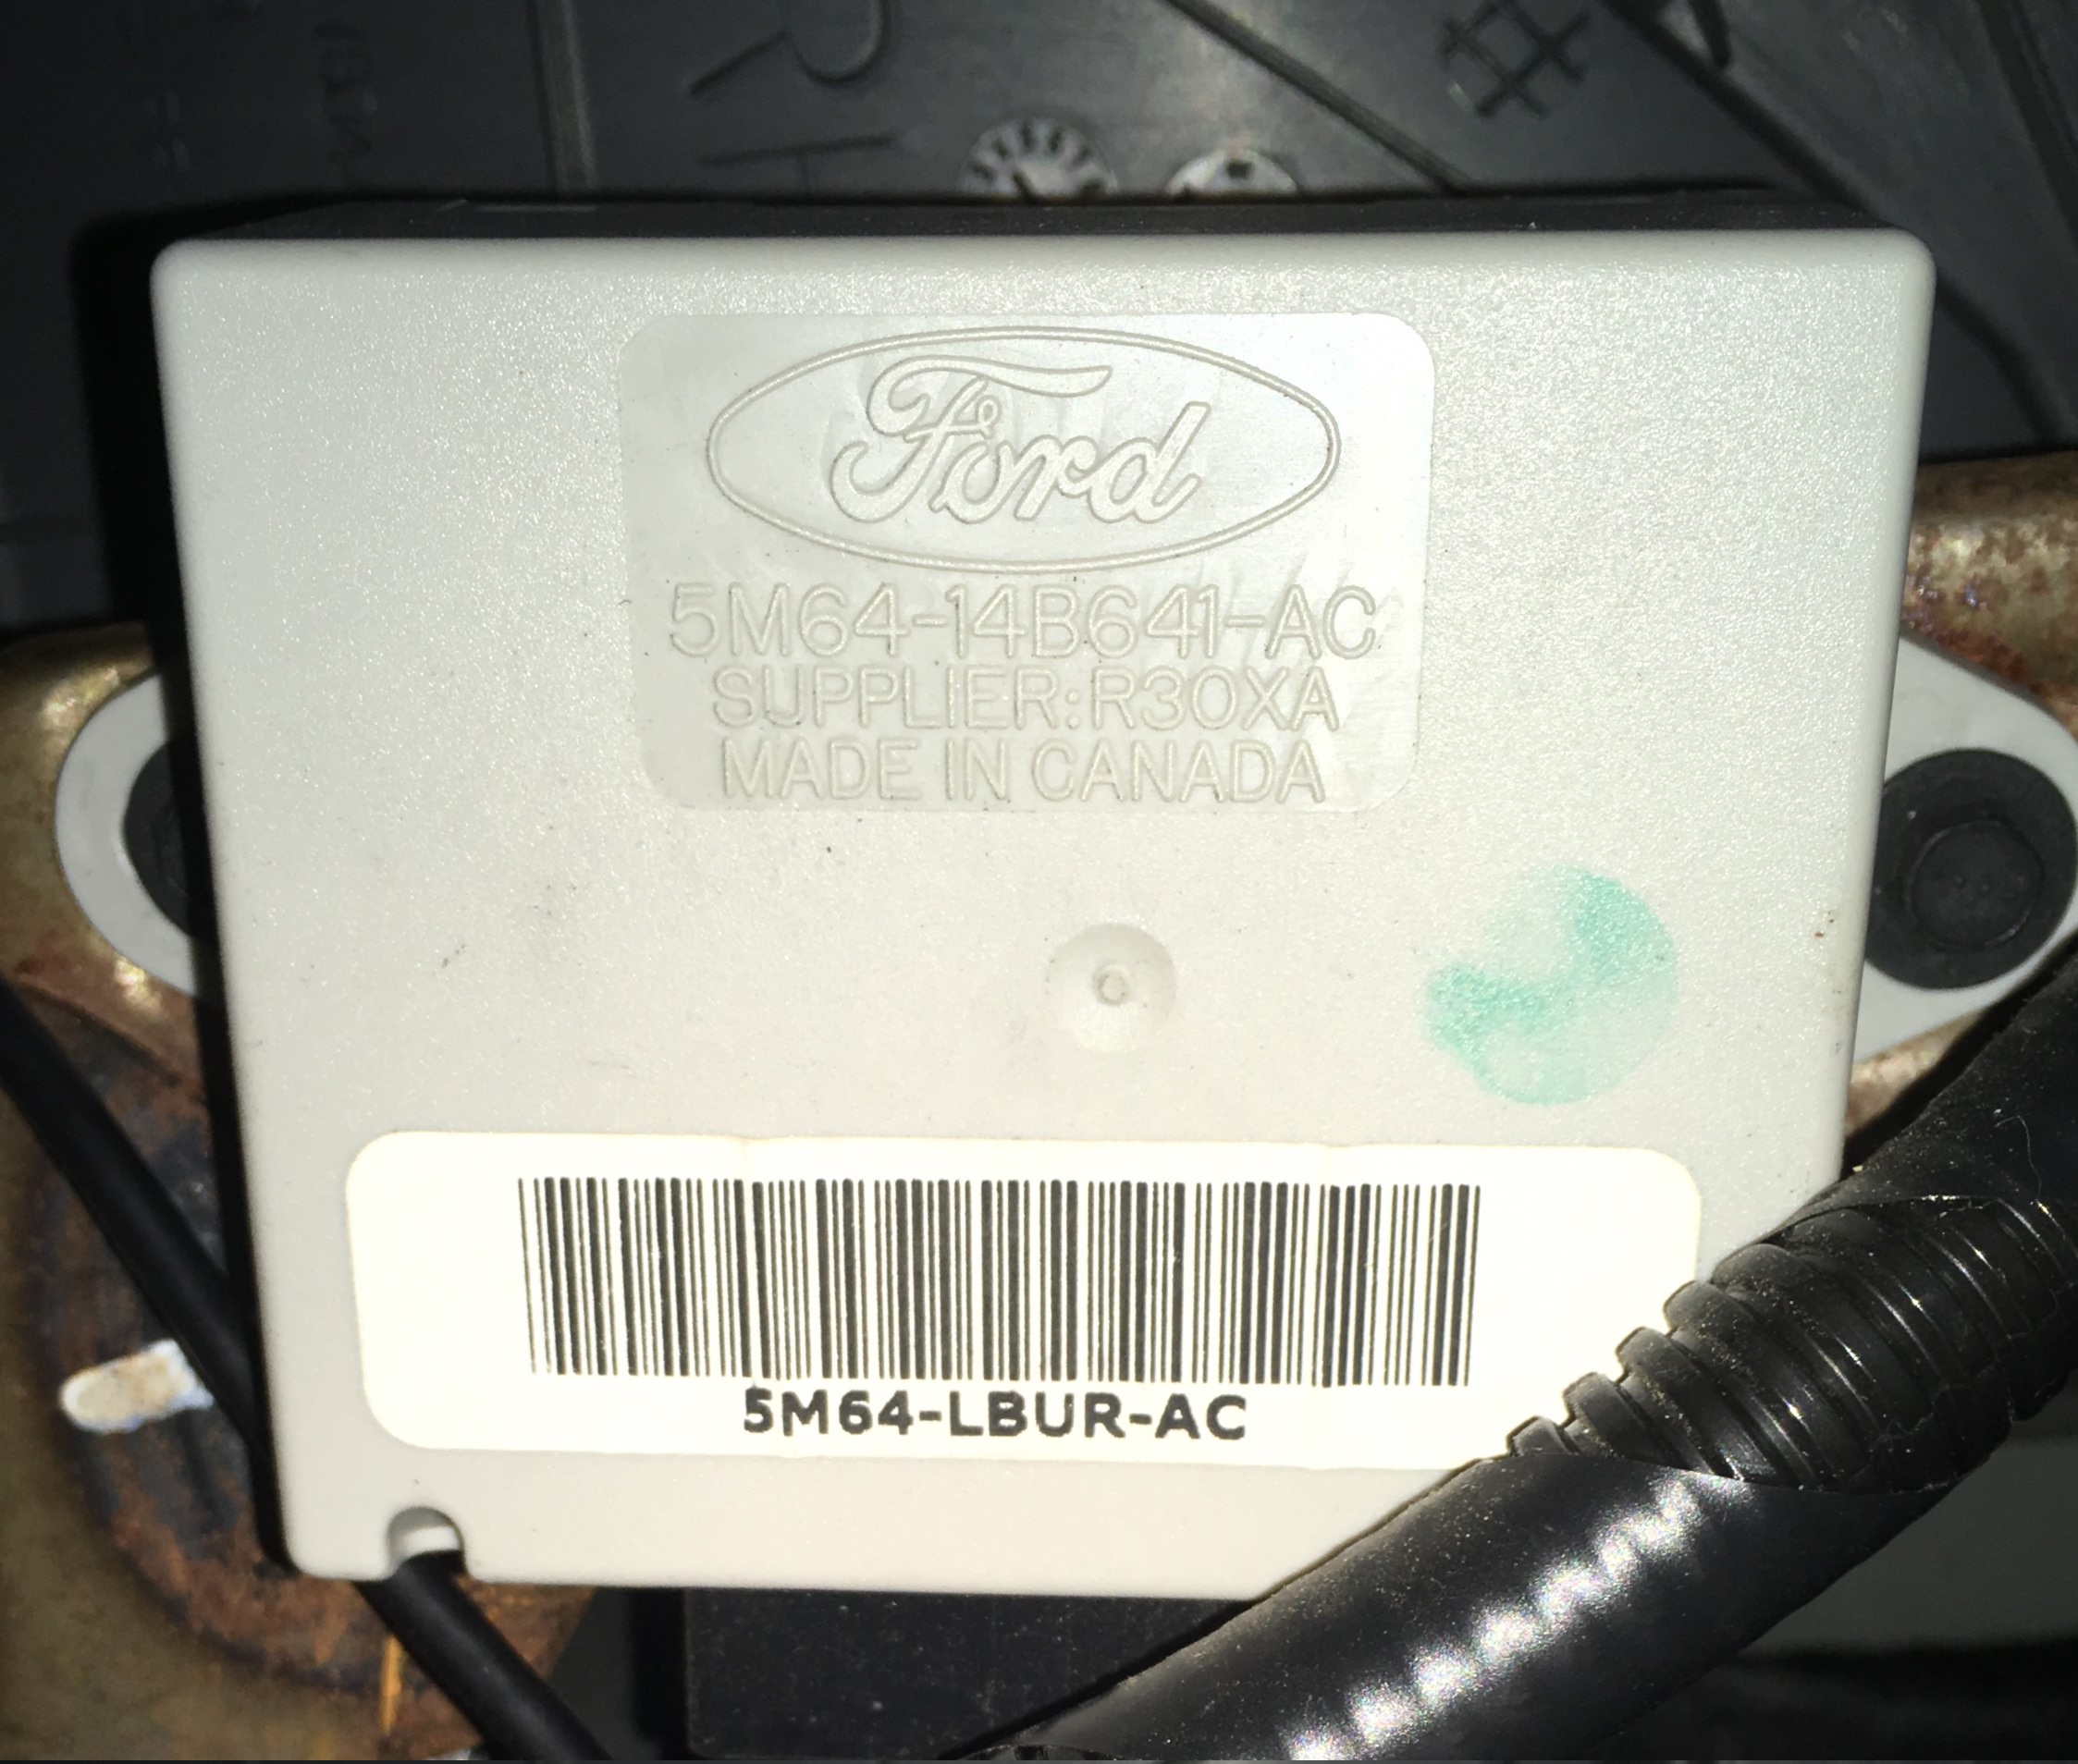 R
H
Ford
5M64-14B641-AC
SUPPLIER:R30XA
MADE IN CANADA
5M64-LBUR-AC